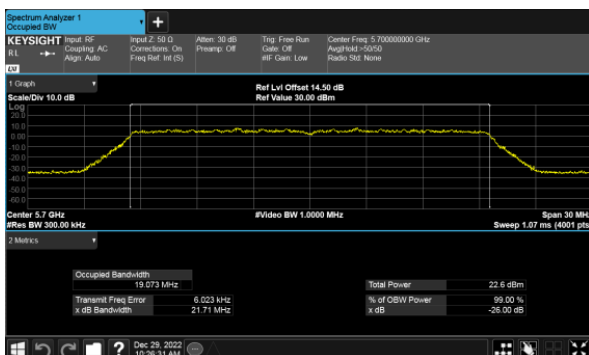 Spectrum Analyzer 1
Occupied BW
+
KEYSIGHT Input: RF Input Z: 50 Ω Atten: 30 dB Trig: Free Run Center Freq: 5.700000000 GHz
RL Coupling: AC Corrections: On Preamp: Off Gate: Off Avg|Hold:>50/50
Align: Auto Freq Ref: Int (S) #IF Gain: Low Radio Std: None
LXI
1 Graph Ref Lvl Offset 14.50 dB
Scale/Div 10.0 dB Ref Value 30.00 dBm
Log
20.0
10.0
0.00
-10.0
-20.0
-30.0
-40.0
-50.0
-60.0
Center 5.7 GHz #Video BW 1.0000 MHz Span 30 MHz
#Res BW 300.00 kHz Sweep 1.07 ms (4001 pts
2 Metrics
Occupied Bandwidth
19.073 MHz Total Power 22.6 dBm
Transmit Freq Error 6.023 kHz % of OBW Power 99.00 %
x dB Bandwidth 21.71 MHz x dB -26.00 dB
? Dec 29, 2022
10:26:31 AM